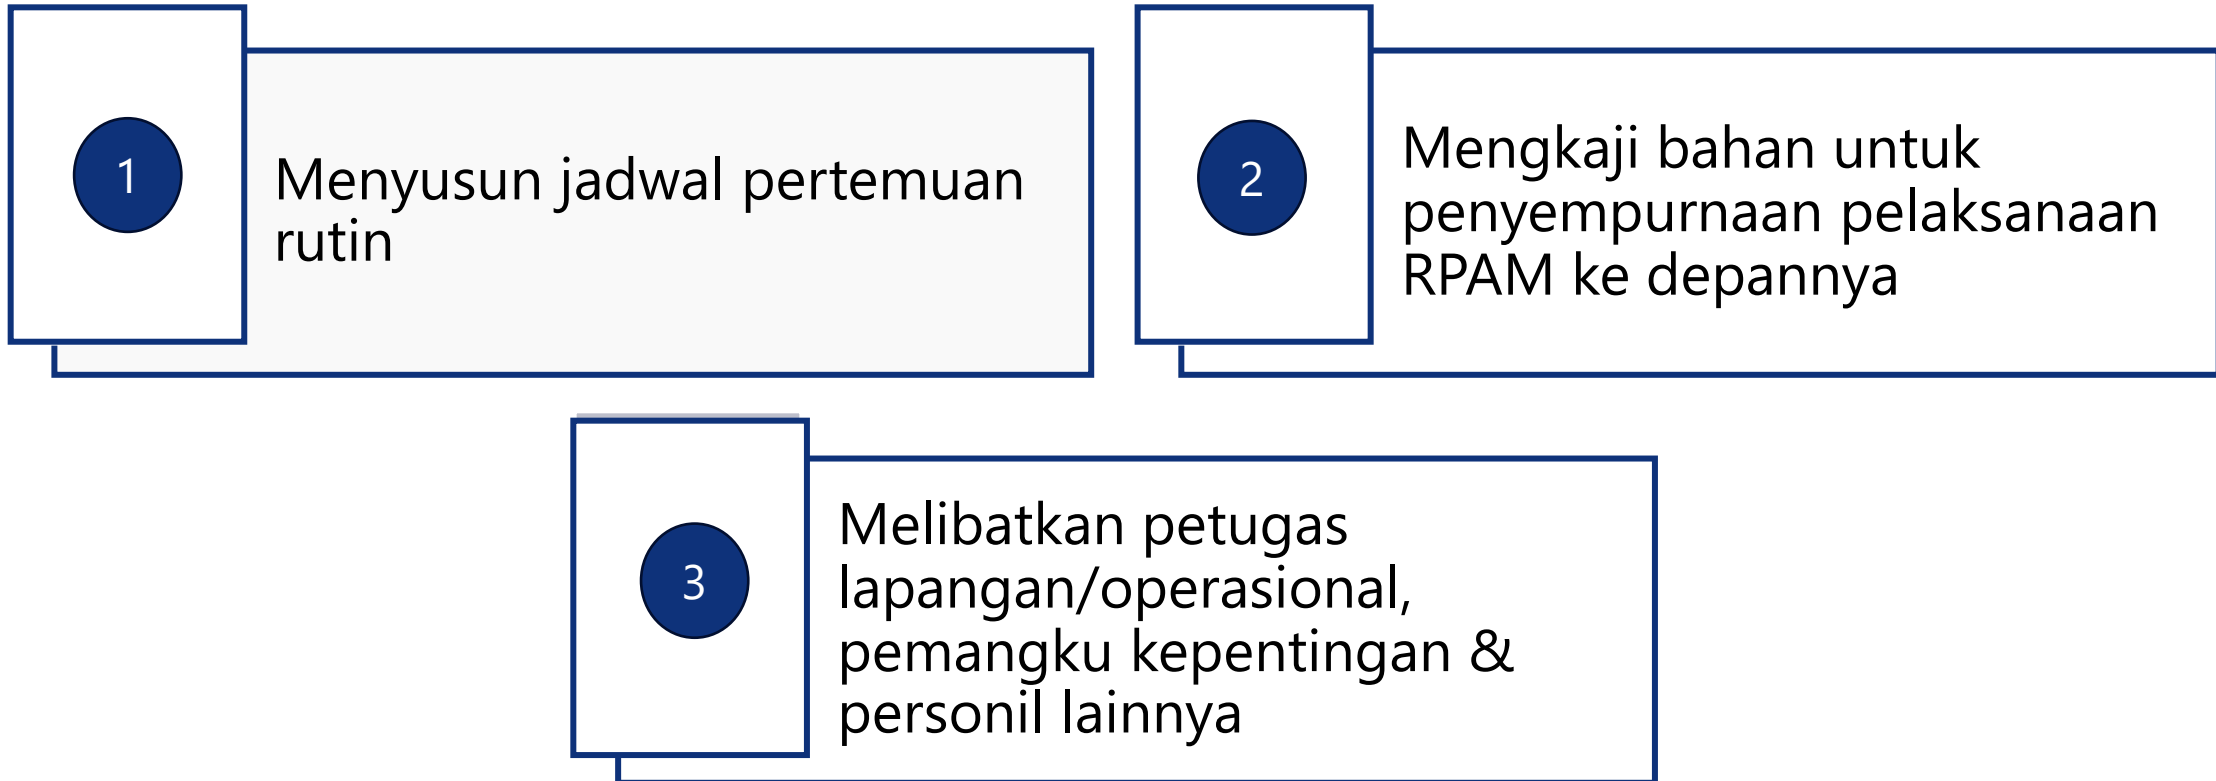 1
Menyusun jadwal pertemuan
rutin
2
Mengkaji bahan untuk
penyempurnaan pelaksanaan
RPAM ke depannya
3
Melibatkan petugas
lapangan/operasional,
pemangku kepentingan &
personil lainnya